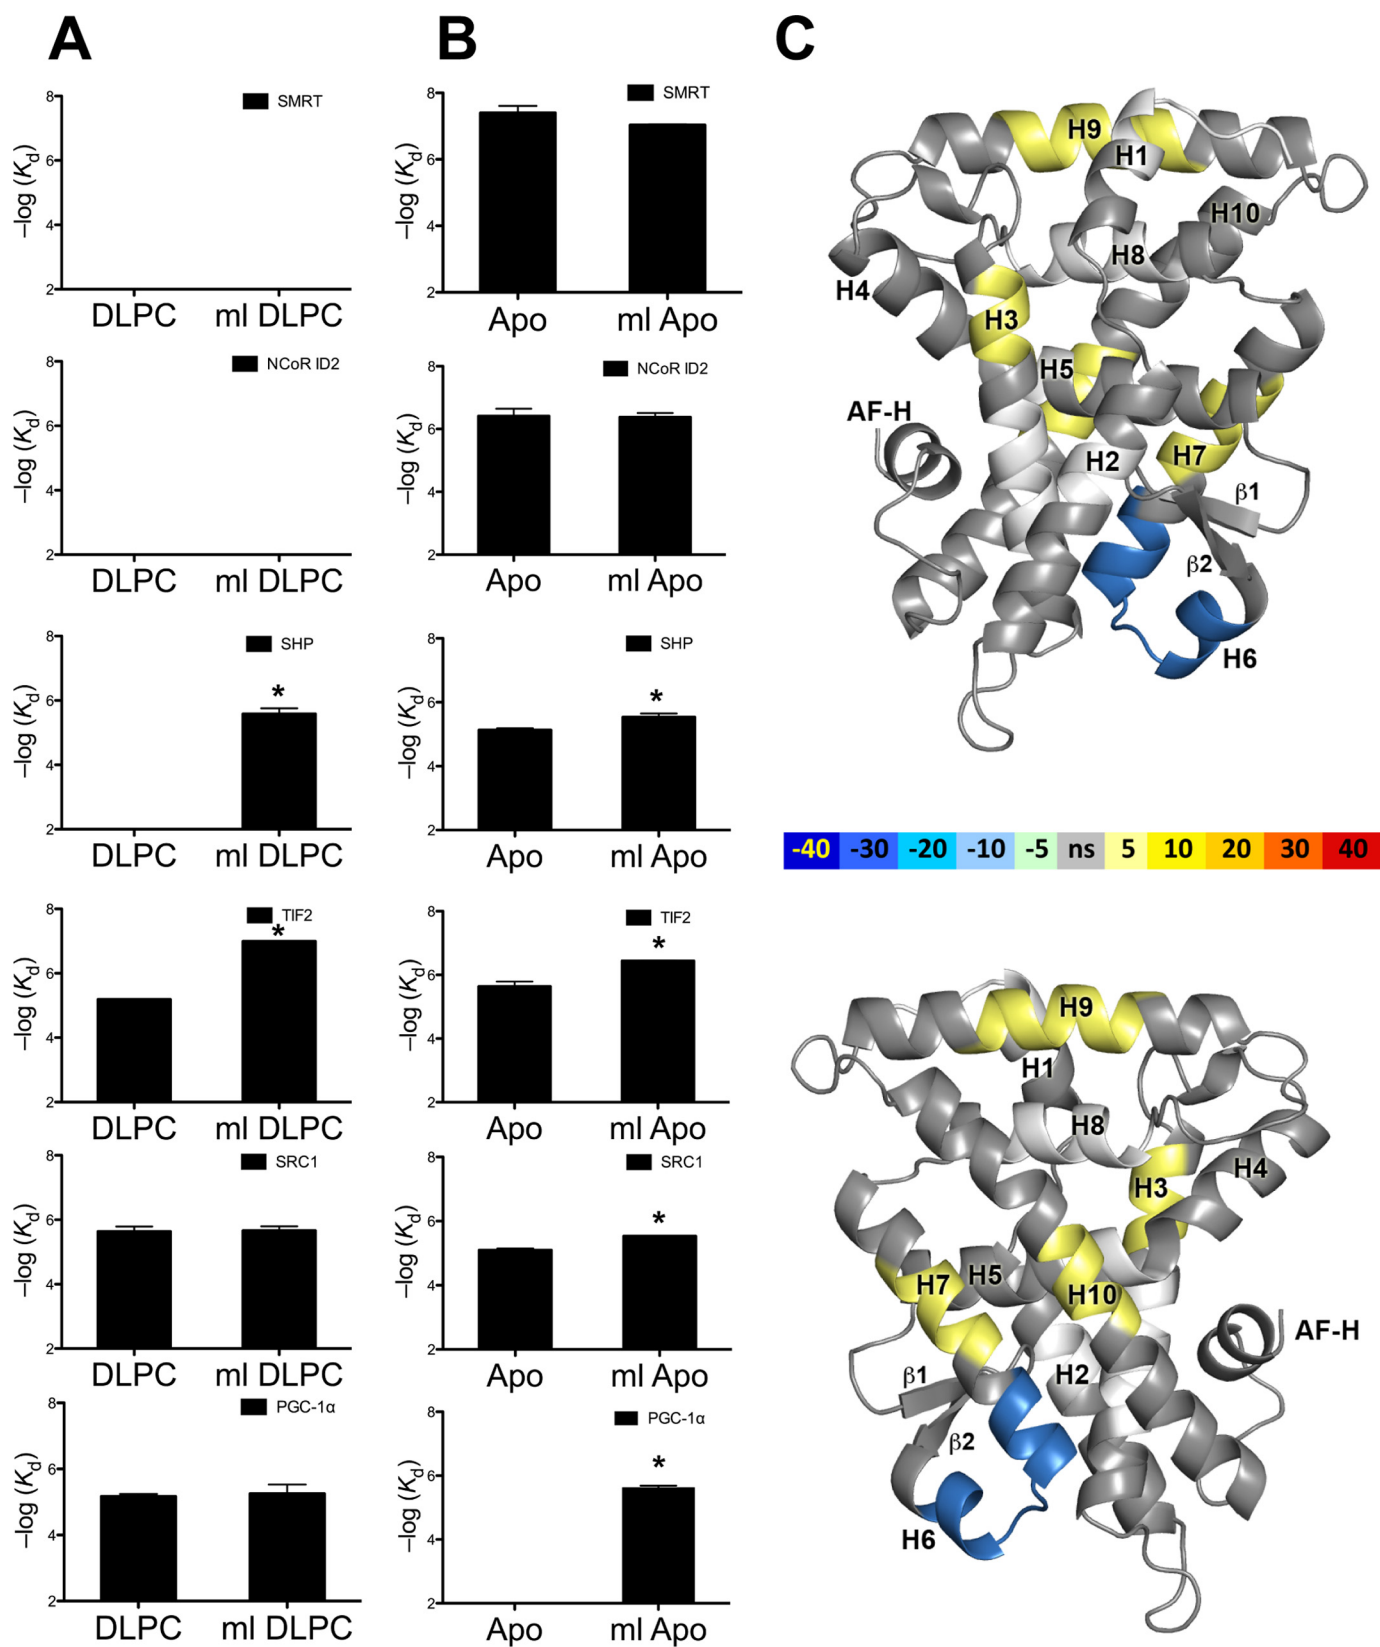 A
8
6
4
2
–log (Kd)
SMRT
DLPC ml DLPC
8
6
4
2
–log (Kd)
NCoR ID2
DLPC ml DLPC
8
6
4
2
–log (Kd)
SHP
*
DLPC ml DLPC
8
6
4
2
–log (Kd)
TIF2
*
DLPC ml DLPC
8
6
4
2
–log (Kd)
SRC1
DLPC ml DLPC
8
6
4
2
–log (Kd)
PGC-1α
DLPC ml DLPC
B
8
6
4
2
–log (Kd)
SMRT
Apo ml Apo
8
6
4
2
–log (Kd)
NCoR ID2
Apo ml Apo
8
6
4
2
–log (Kd)
SHP
*
Apo ml Apo
8
6
4
2
–log (Kd)
TIF2
*
Apo ml Apo
8
6
4
2
–log (Kd)
SRC1
*
Apo ml Apo
8
6
4
2
–log (Kd)
PGC-1α
*
Apo ml Apo
C
H9
H1
H10
H8
H4
H3
H5
AF-H
H2
H7
β1
β2
H6
-40 -30 -20 -10 -5 ns 5 10 20 30 40
H9
H1
H8
H4
H3
H7
H5
H10
AF-H
β1
H2
β2
H6